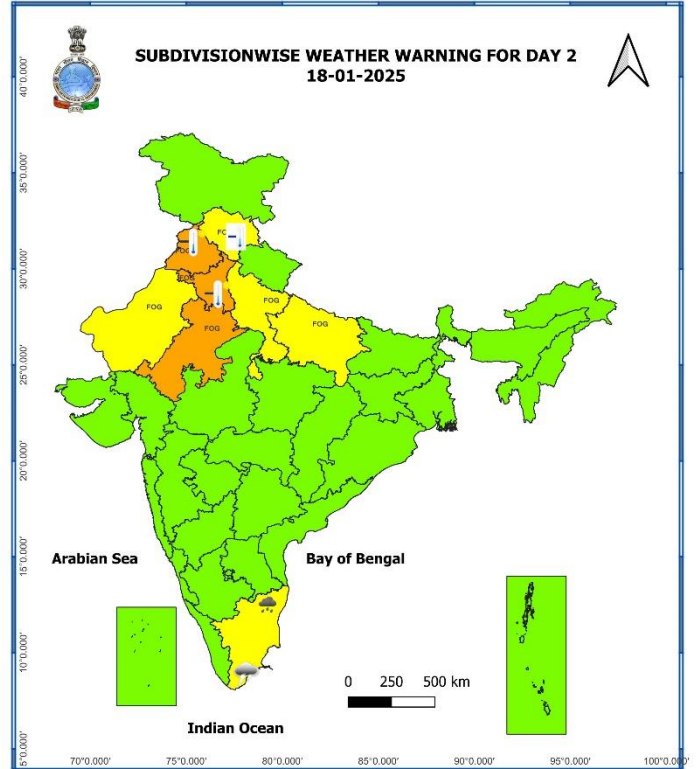 SUBDIVISIONWISE WEATHER WARNING FOR DAY 2
18-01-2025
40°0.000'
35°0.000'
30°0.000'
25°0.000'
20°0.000'
15°0.000'
10°0.000'
5°0.000'
FOG
FOG
FOG
FOG
FOG
Arabian Sea
Bay of Bengal
0 250 500 km
Indian Ocean
70°0.000' 75°0.000' 80°0.000' 85°0.000' 90°0.000' 95°0.000' 100°0.000'